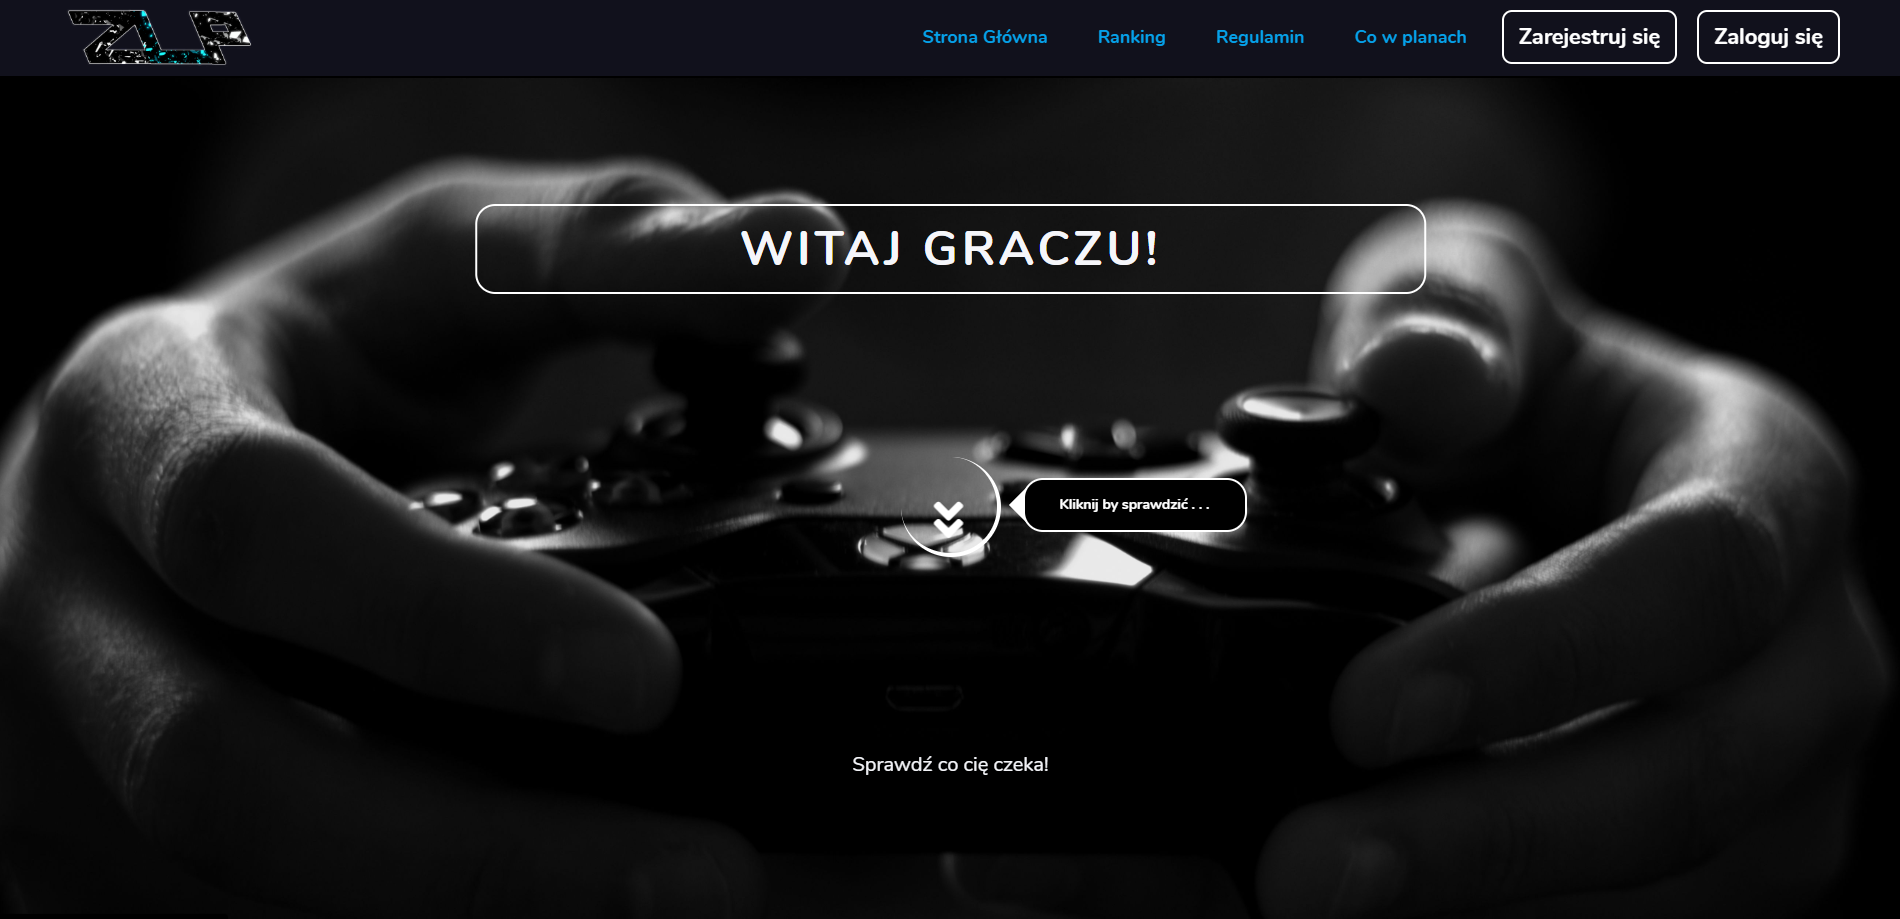 ZLP
Strona Główna
Ranking
Regulamin
Co w planach
Zarejestruj się
Zaloguj się
WITAJ GRACZU!
Kliknij by sprawdzić . . .
Sprawdź co cię czeka!